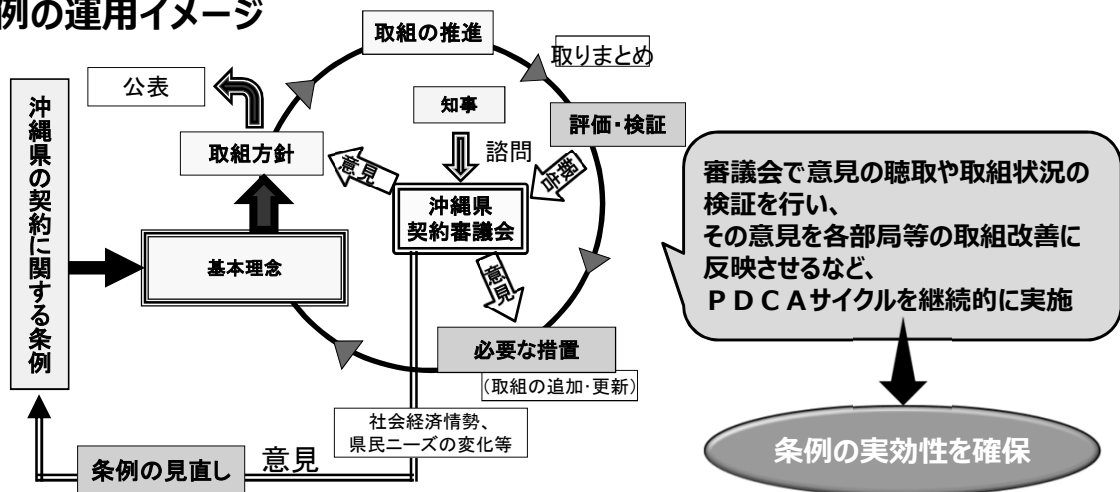 例の運用イメージ
取組の推進
取りまとめ
公表
知事
評価・検証
取組方針
意見
諮問
報告
沖縄県の契約に関する条例
沖縄県
契約審議会
基本理念
意見
必要な措置
(取組の追加・更新)
社会経済情勢、
県民ニーズの変化等
条例の見直し
意見
審議会で意見の聴取や取組状況の
検証を行い、
その意見を各部局等の取組改善に
反映させるなど、
ＰＤＣＡサイクルを継続的に実施
条例の実効性を確保